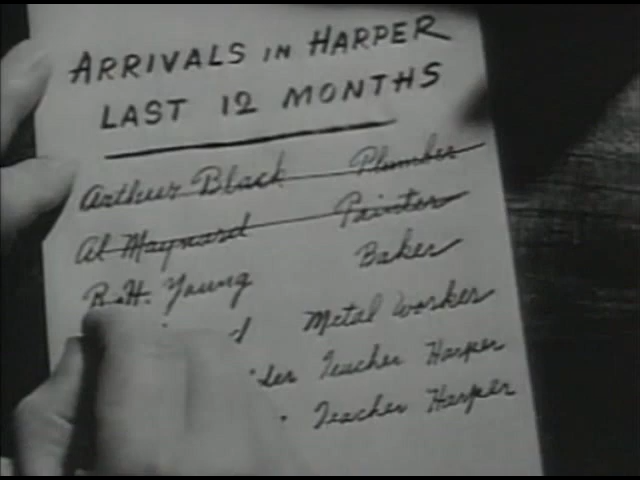 ARRIVALS IN HARPER
LAST 12 MONTHS
Arthur Black Plumber
Al Maynard Painter
R.H. Young Baker
Metal Worker
Teacher Harper
Teacher Harper